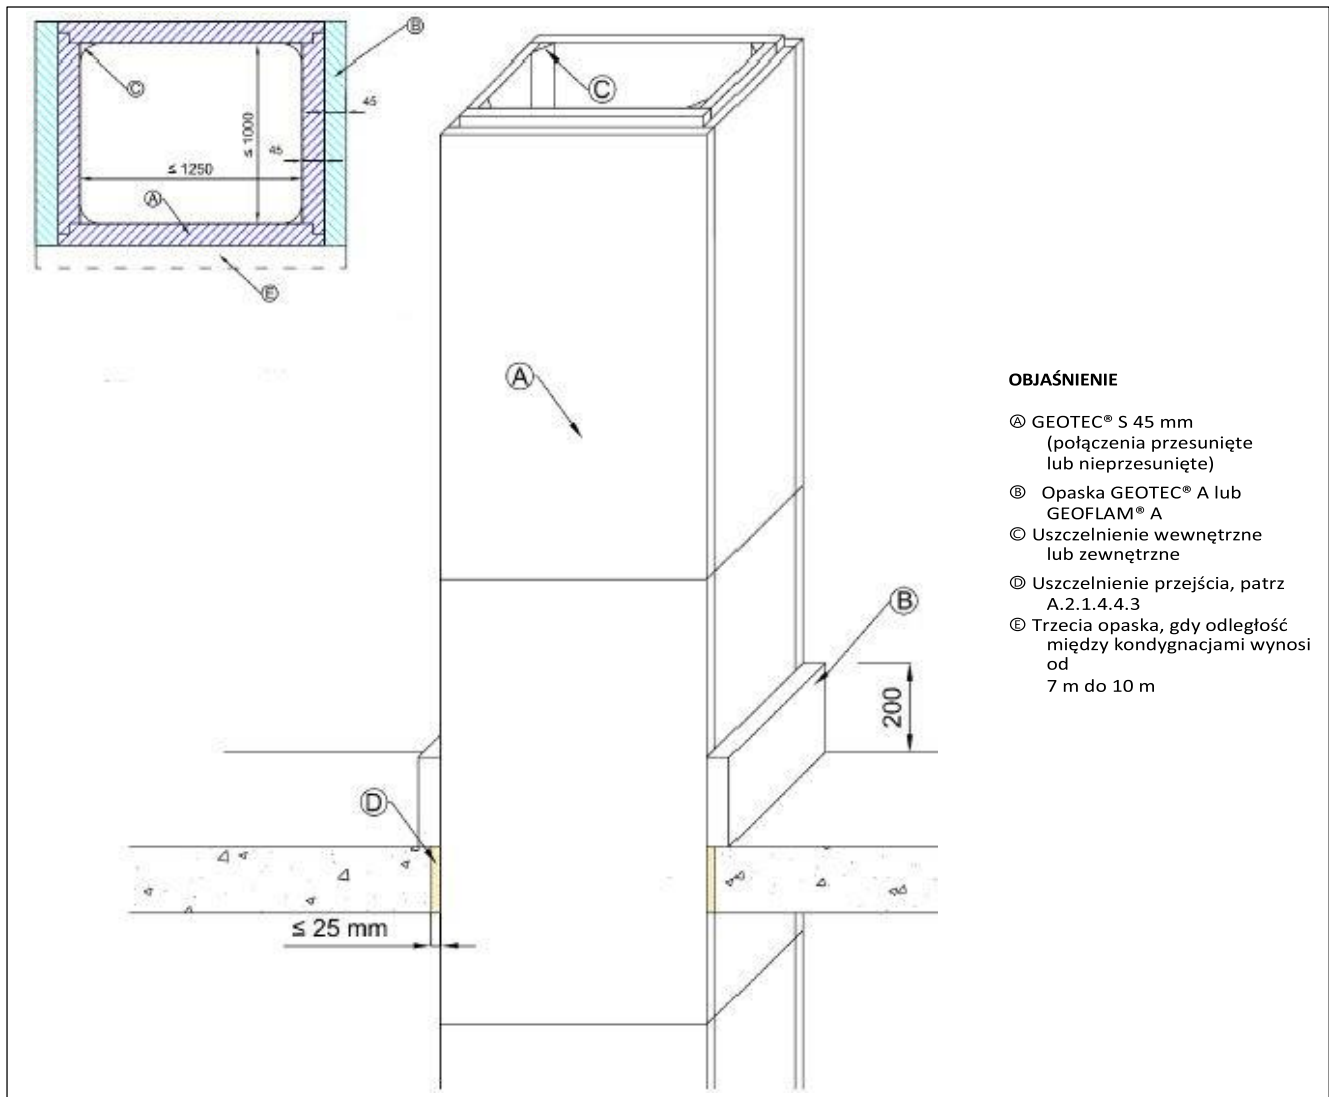 B
C
45
≤ 1000
45
≤ 1250
A
E
C
A
B
200
D
≤ 25 mm
OBJAŚNIENIE
Ⓐ GEOTEC® S 45 mm
(połączenia przesunięte
lub nieprzesunięte)
Ⓑ Opaska GEOTEC® A lub
GEOFLAM® A
Ⓒ Uszczelnienie wewnętrzne
lub zewnętrzne
Ⓓ Uszczelnienie przejścia, patrz
A.2.1.4.4.3
Ⓔ Trzecia opaska, gdy odległość
między kondygnacjami wynosi
od
7 m do 10 m